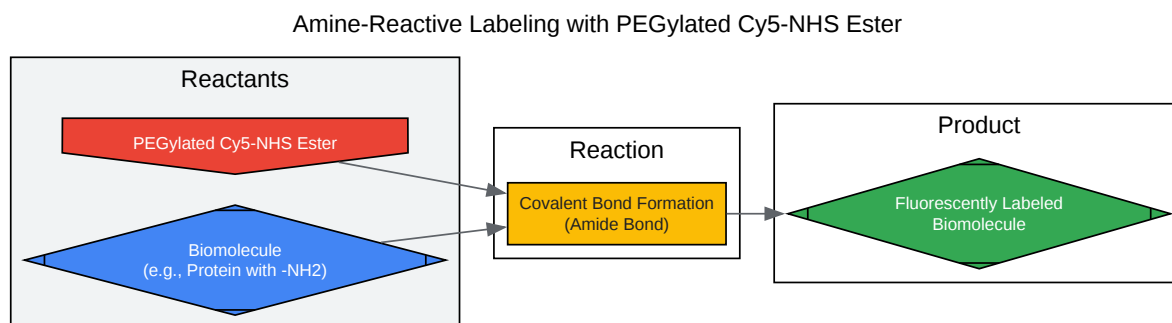 Amine-Reactive Labeling with PEGylated Cy5-NHS Ester
Reactants
PEGylated Cy5-NHS Ester
Biomolecule
(e.g., Protein with -NH2)
Reaction
Covalent Bond Formation
(Amide Bond)
Product
Fluorescently Labeled
Biomolecule